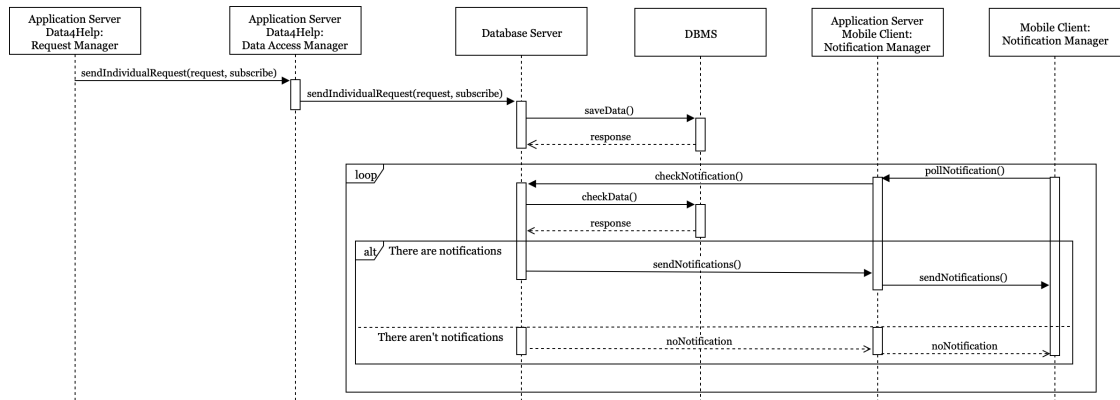 Application Server
Data4Help:
Request Manager
Application Server
Data4Help:
Data Access Manager
Database Server
DBMS
Application Server
Mobile Client:
Notification Manager
Mobile Client:
Notification Manager
sendIndividualRequest(request, subscribe)
sendIndividualRequest(request, subscribe)
saveData()
response
loop
pollNotification()
checkNotification()
checkData()
response
alt
There are notifications
sendNotifications()
sendNotifications()
There aren't notifications
noNotification
noNotification